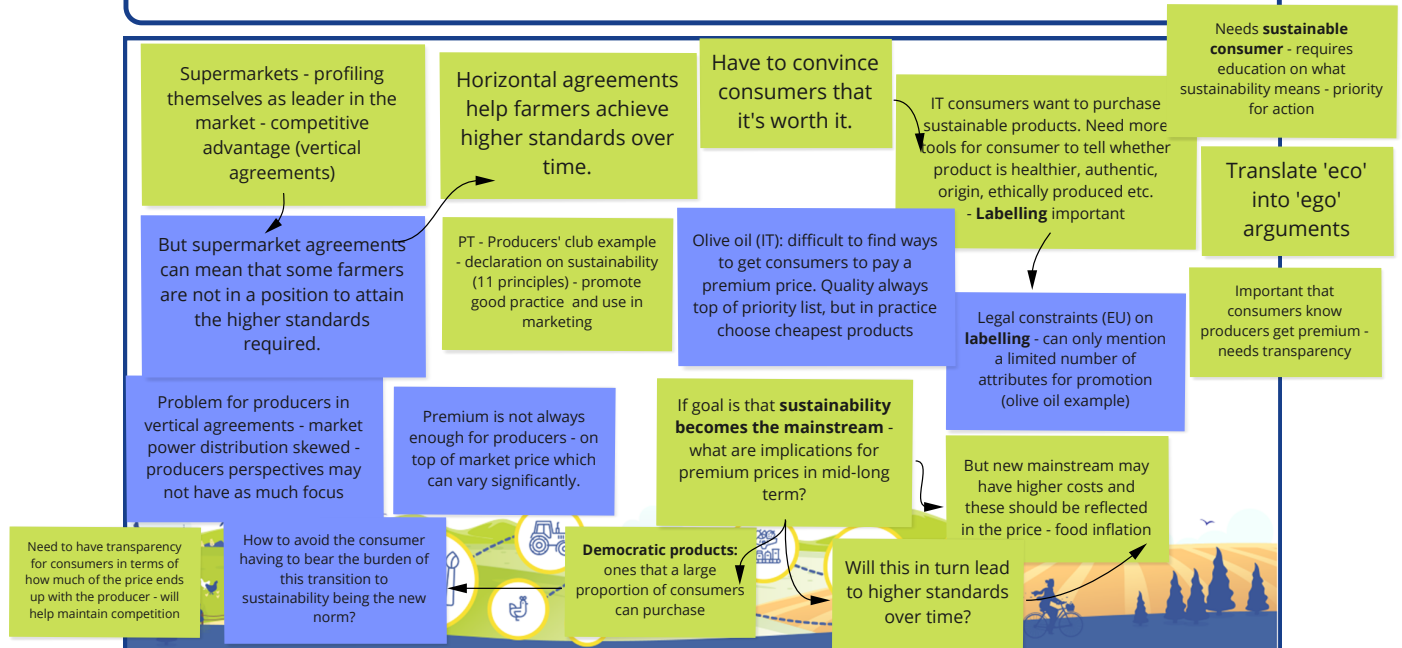 Supermarkets - profiling
themselves as leader in the
market - competitive
advantage (vertical
agreements)
Horizontal agreements
help farmers achieve
higher standards over
time.
Have to convince
consumers that
it's worth it.
IT consumers want to purchase
sustainable products. Need more
tools for consumer to tell whether
product is healthier, authentic,
origin, ethically produced etc.
- Labelling important
Needs sustainable
consumer - requires
education on what
sustainability means - priority
for action
Translate 'eco'
into 'ego'
arguments
But supermarket agreements
can mean that some farmers
are not in a position to attain
the higher standards
required.
PT - Producers' club example
- declaration on sustainability
(11 principles) - promote
good practice and use in
marketing
Olive oil (IT): difficult to find ways
to get consumers to pay a
premium price. Quality always
top of priority list, but in practice
choose cheapest products
Legal constraints (EU) on
labelling - can only mention
a limited number of
attributes for promotion
(olive oil example)
Important that
consumers know
producers get premium -
needs transparency
Problem for producers in
vertical agreements - market
power distribution skewed -
producers perspectives may
not have as much focus
Premium is not always
enough for producers - on
top of market price which
can vary significantly.
If goal is that sustainability
becomes the mainstream -
what are implications for
premium prices in mid-long
term?
But new mainstream may
have higher costs and
these should be reflected
in the price - food inflation
Need to have transparency
for consumers in terms of
how much of the price ends
up with the producer - will
help maintain competition
How to avoid the consumer
having to bear the burden of
this transition to
sustainability being the new
norm?
Democratic products:
ones that a large
proportion of consumers
can purchase
Will this in turn lead
to higher standards
over time?